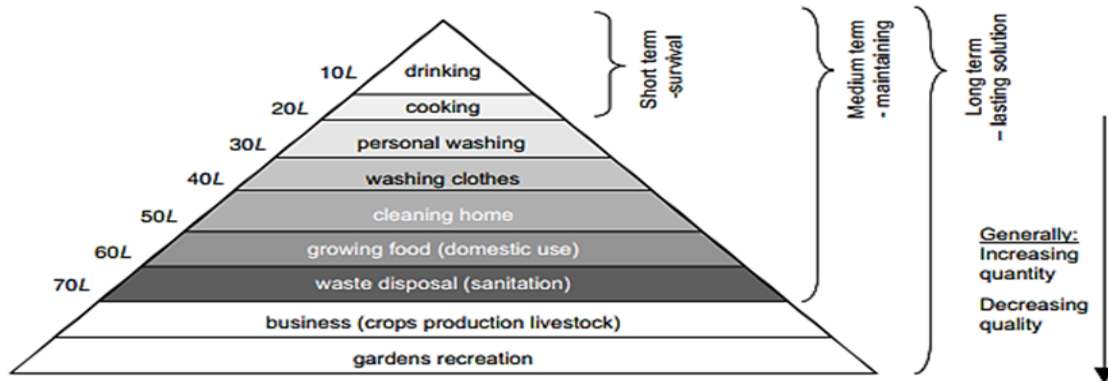 10L
drinking
20L
cooking
30L
personal washing
40L
washing clothes
50L
cleaning home
60L
growing food (domestic use)
70L
waste disposal (sanitation)
business (crops production livestock)
gardens recreation
Short term
-survival
Medium term
- maintaining
Long term
– lasting solution
Generally:
Increasing
quantity
Decreasing
quality